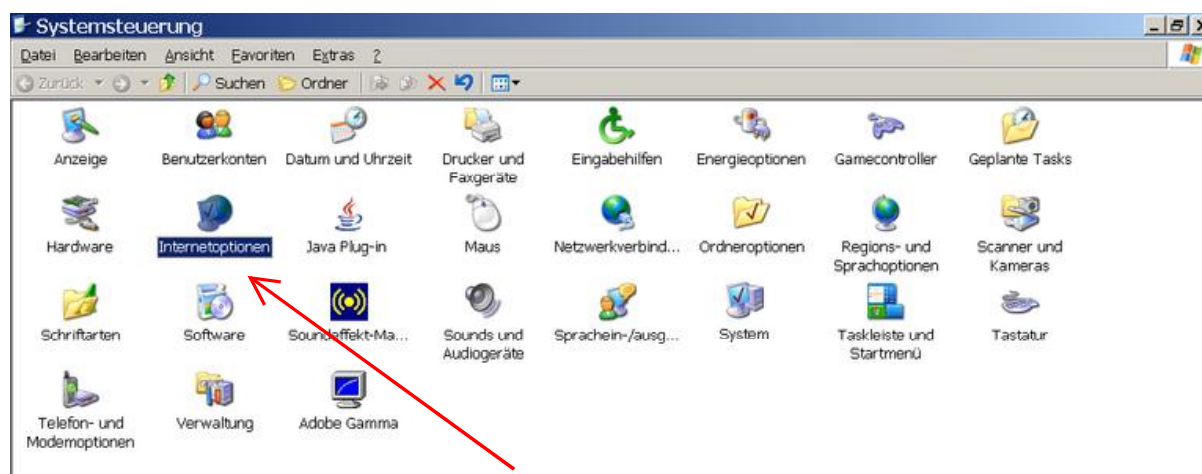 Systemsteuerung
Datei Bearbeiten Ansicht Favoriten Extras ?
Zurück Suchen Ordner
Anzeige Benutzerkonten Datum und Uhrzeit Drucker und Faxgeräte Eingabehilfen Energieoptionen Gamecontroller Geplante Tasks
Hardware Internetoptionen Java Plug-in Maus Netzwerkverbind... Ordneroptionen Regions- und Sprachoptionen Scanner und Kameras
Schriftarten Software Soundeffekt-Ma... Sounds und Audiogeräte Sprachein-/ausg... System Taskleiste und Startmenü Tastatur
Telefon- und Modemoptionen Verwaltung Adobe Gamma